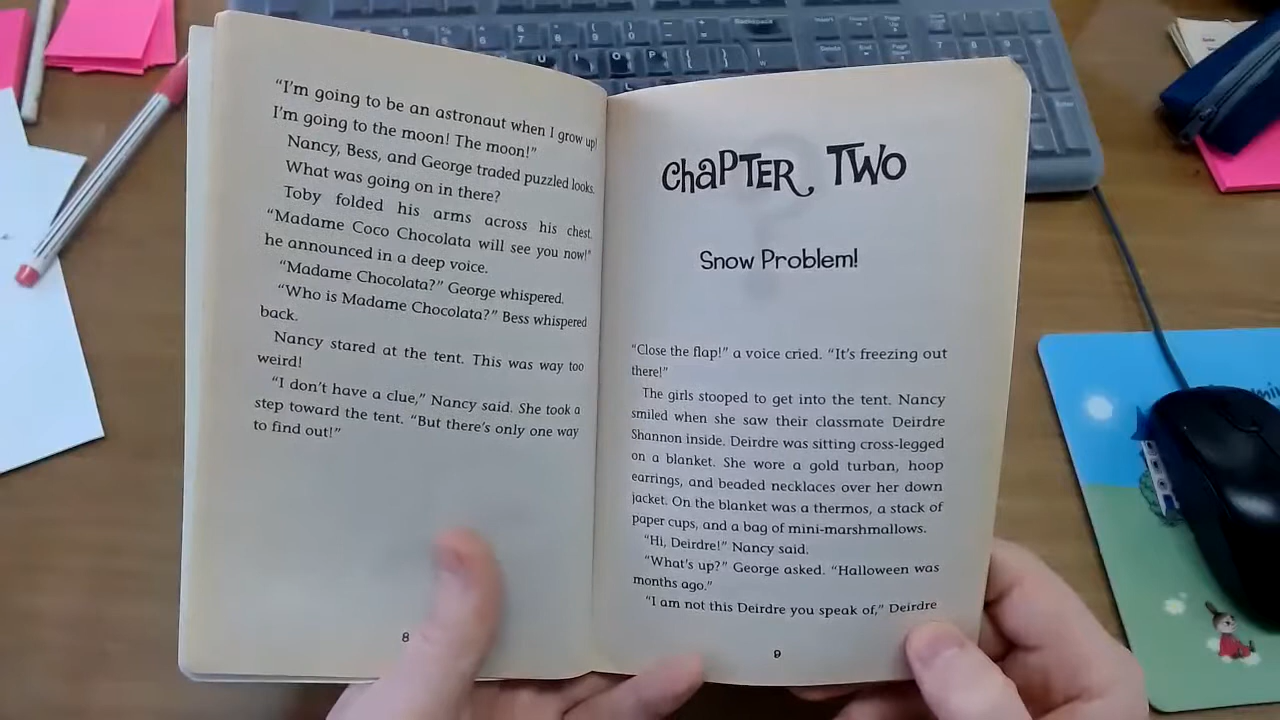 “I’m going to be an astronaut when I grow up!
I’m going to the moon! The moon!”
Nancy, Bess, and George traded puzzled looks.
What was going on in there?
Toby folded his arms across his chest.
“Madame Coco Chocolata will see you now!”
he announced in a deep voice.
“Madame Chocolata?” George whispered.
“Who is Madame Chocolata?” Bess whispered
back.
Nancy stared at the tent. This was way too
weird!
“I don’t have a clue,” Nancy said. She took a
step toward the tent. “But there’s only one way
to find out!”
8
CHAPTER TWO
Snow Problem!
“Close the flap!” a voice cried. “It’s freezing out
there!”
The girls stooped to get into the tent. Nancy
smiled when she saw their classmate Deirdre
Shannon inside. Deirdre was sitting cross-legged
on a blanket. She wore a gold turban, hoop
earrings, and beaded necklaces over her down
jacket. On the blanket was a thermos, a stack of
paper cups, and a bag of mini-marshmallows.
“Hi, Deirdre!” Nancy said.
“What’s up?” George asked. “Halloween was
months ago.”
“I am not this Deirdre you speak of,” Deirdre
9